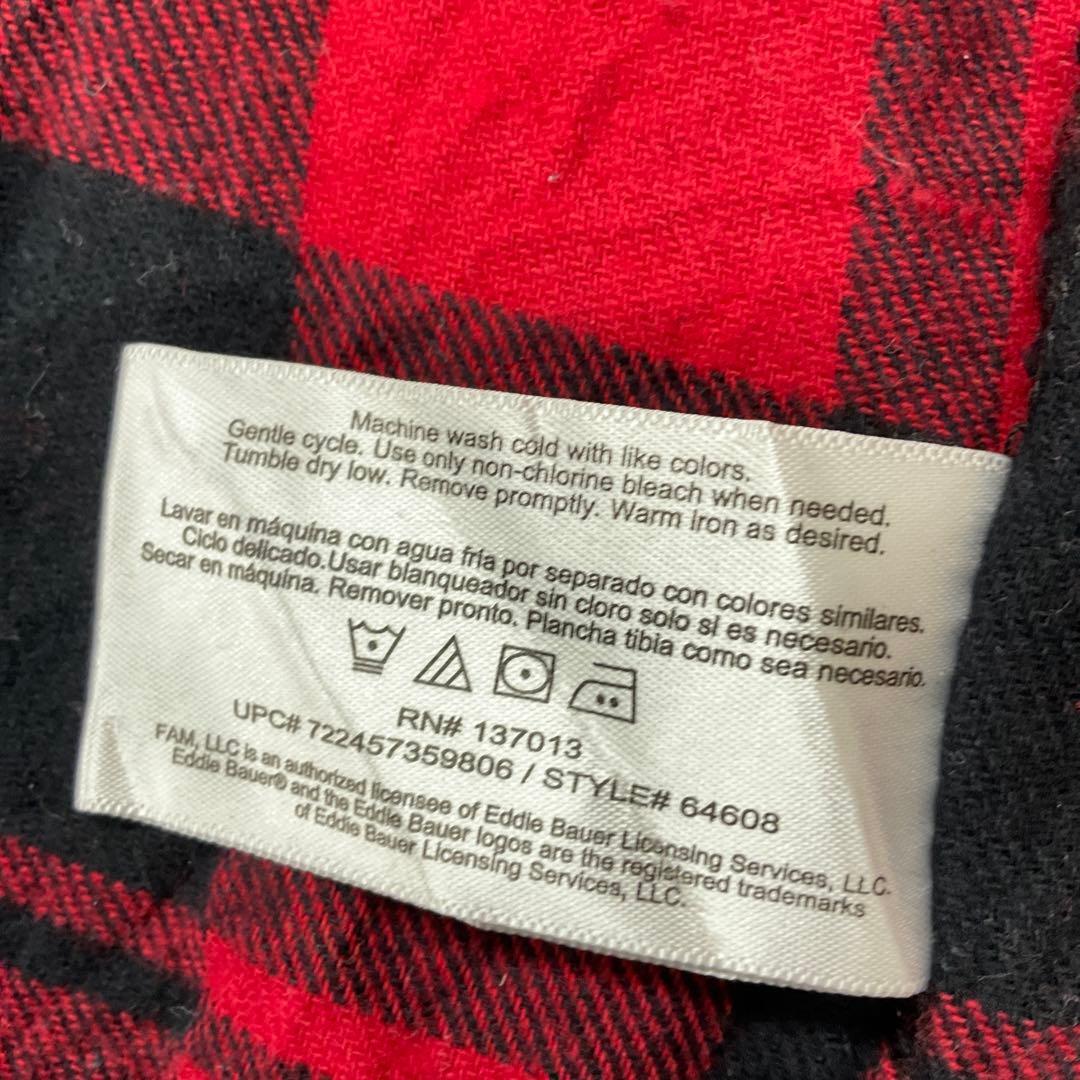 Machine wash cold with like colors.
Gentle cycle. Use only non-chlorine bleach when needed.
Tumble dry low. Remove promptly. Warm iron as desired.
Lavar en máquina con agua fría por separado con colores similares.
Ciclo delicado.Usar blanqueador sin cloro solo si es necesario.
Secar en máquina. Remover pronto. Plancha tibia como sea necesario.
RN# 137013
UPC# 722457359806 / STYLE# 64608
FAM, LLC is an authorized licensee of Eddie Bauer Licensing Services, LLC.
Eddie Bauer® and the Eddie Bauer logos are the registered trademarks
of Eddie Bauer Licensing Services, LLC.